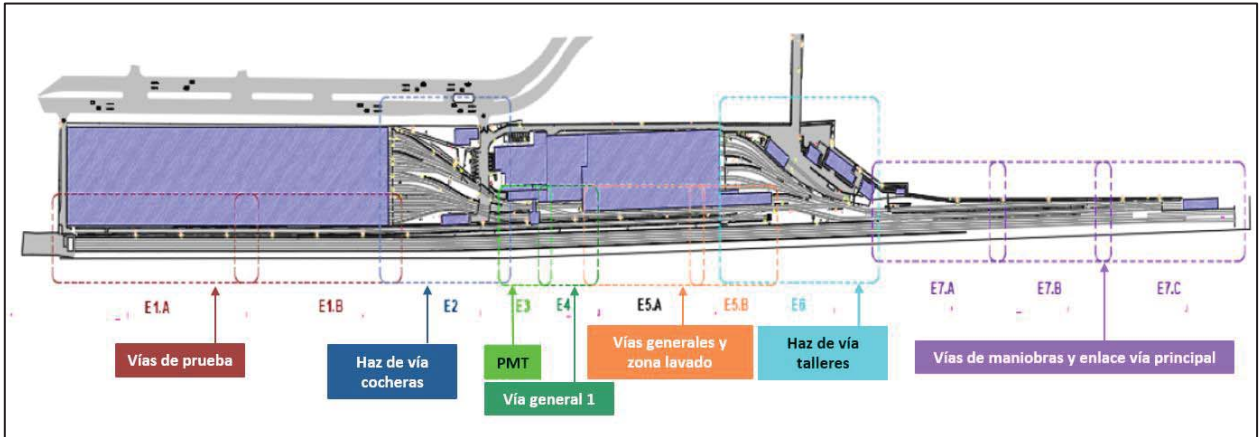 E1.A
E1.B
E2
E3
E4
E5.A
E5.B
E6
E7.A
E7.B
E7.C
Vías de prueba
Haz de vía
cocheras
PMT
Vía general 1
Vías generales y
zona lavado
Haz de vía
talleres
Vías de maniobras y enlace vía principal